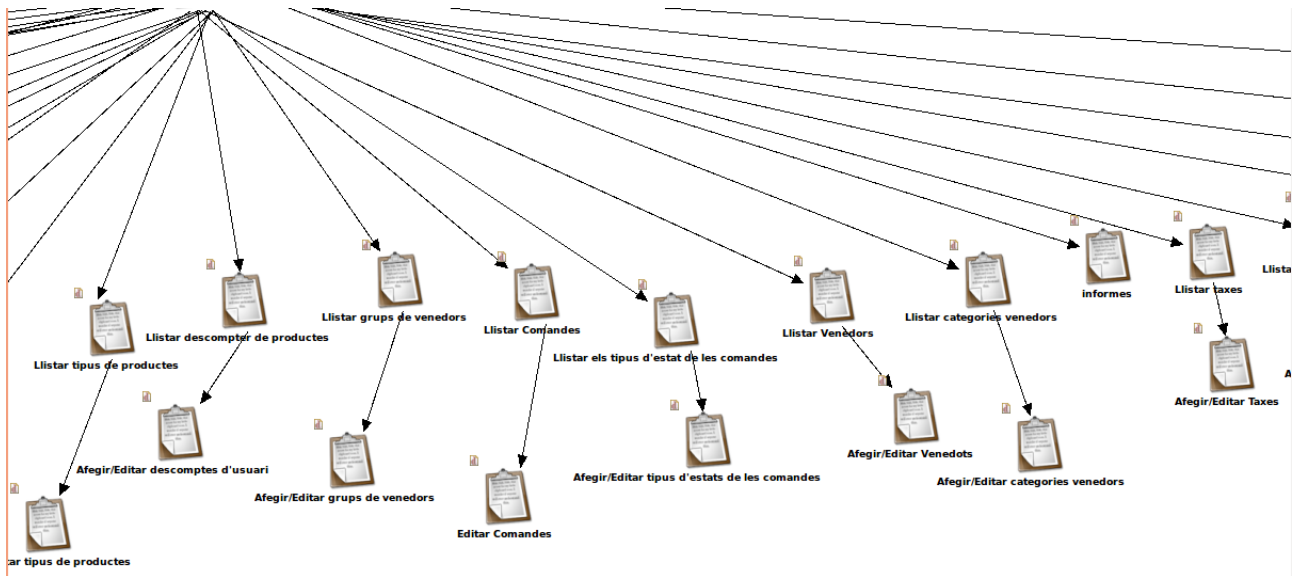 Llista
informes
Llistar taxes
Llistar grups de venedors
Llistar categories venedors
Llistar Comandes
Llistar Venedors
Llistar descompter de productes
Llistar els tipus d'estat de les comandes
Llistar tipus de productes
A
Afegir/Editar Taxes
Afegir/Editar Venedots
Afegir/Editar descomptes d'usuari
Afegir/Editar tipus d'estats de les comandes
Afegir/Editar categories venedors
Afegir/Editar grups de venedors
Editar Comandes
tar tipus de productes